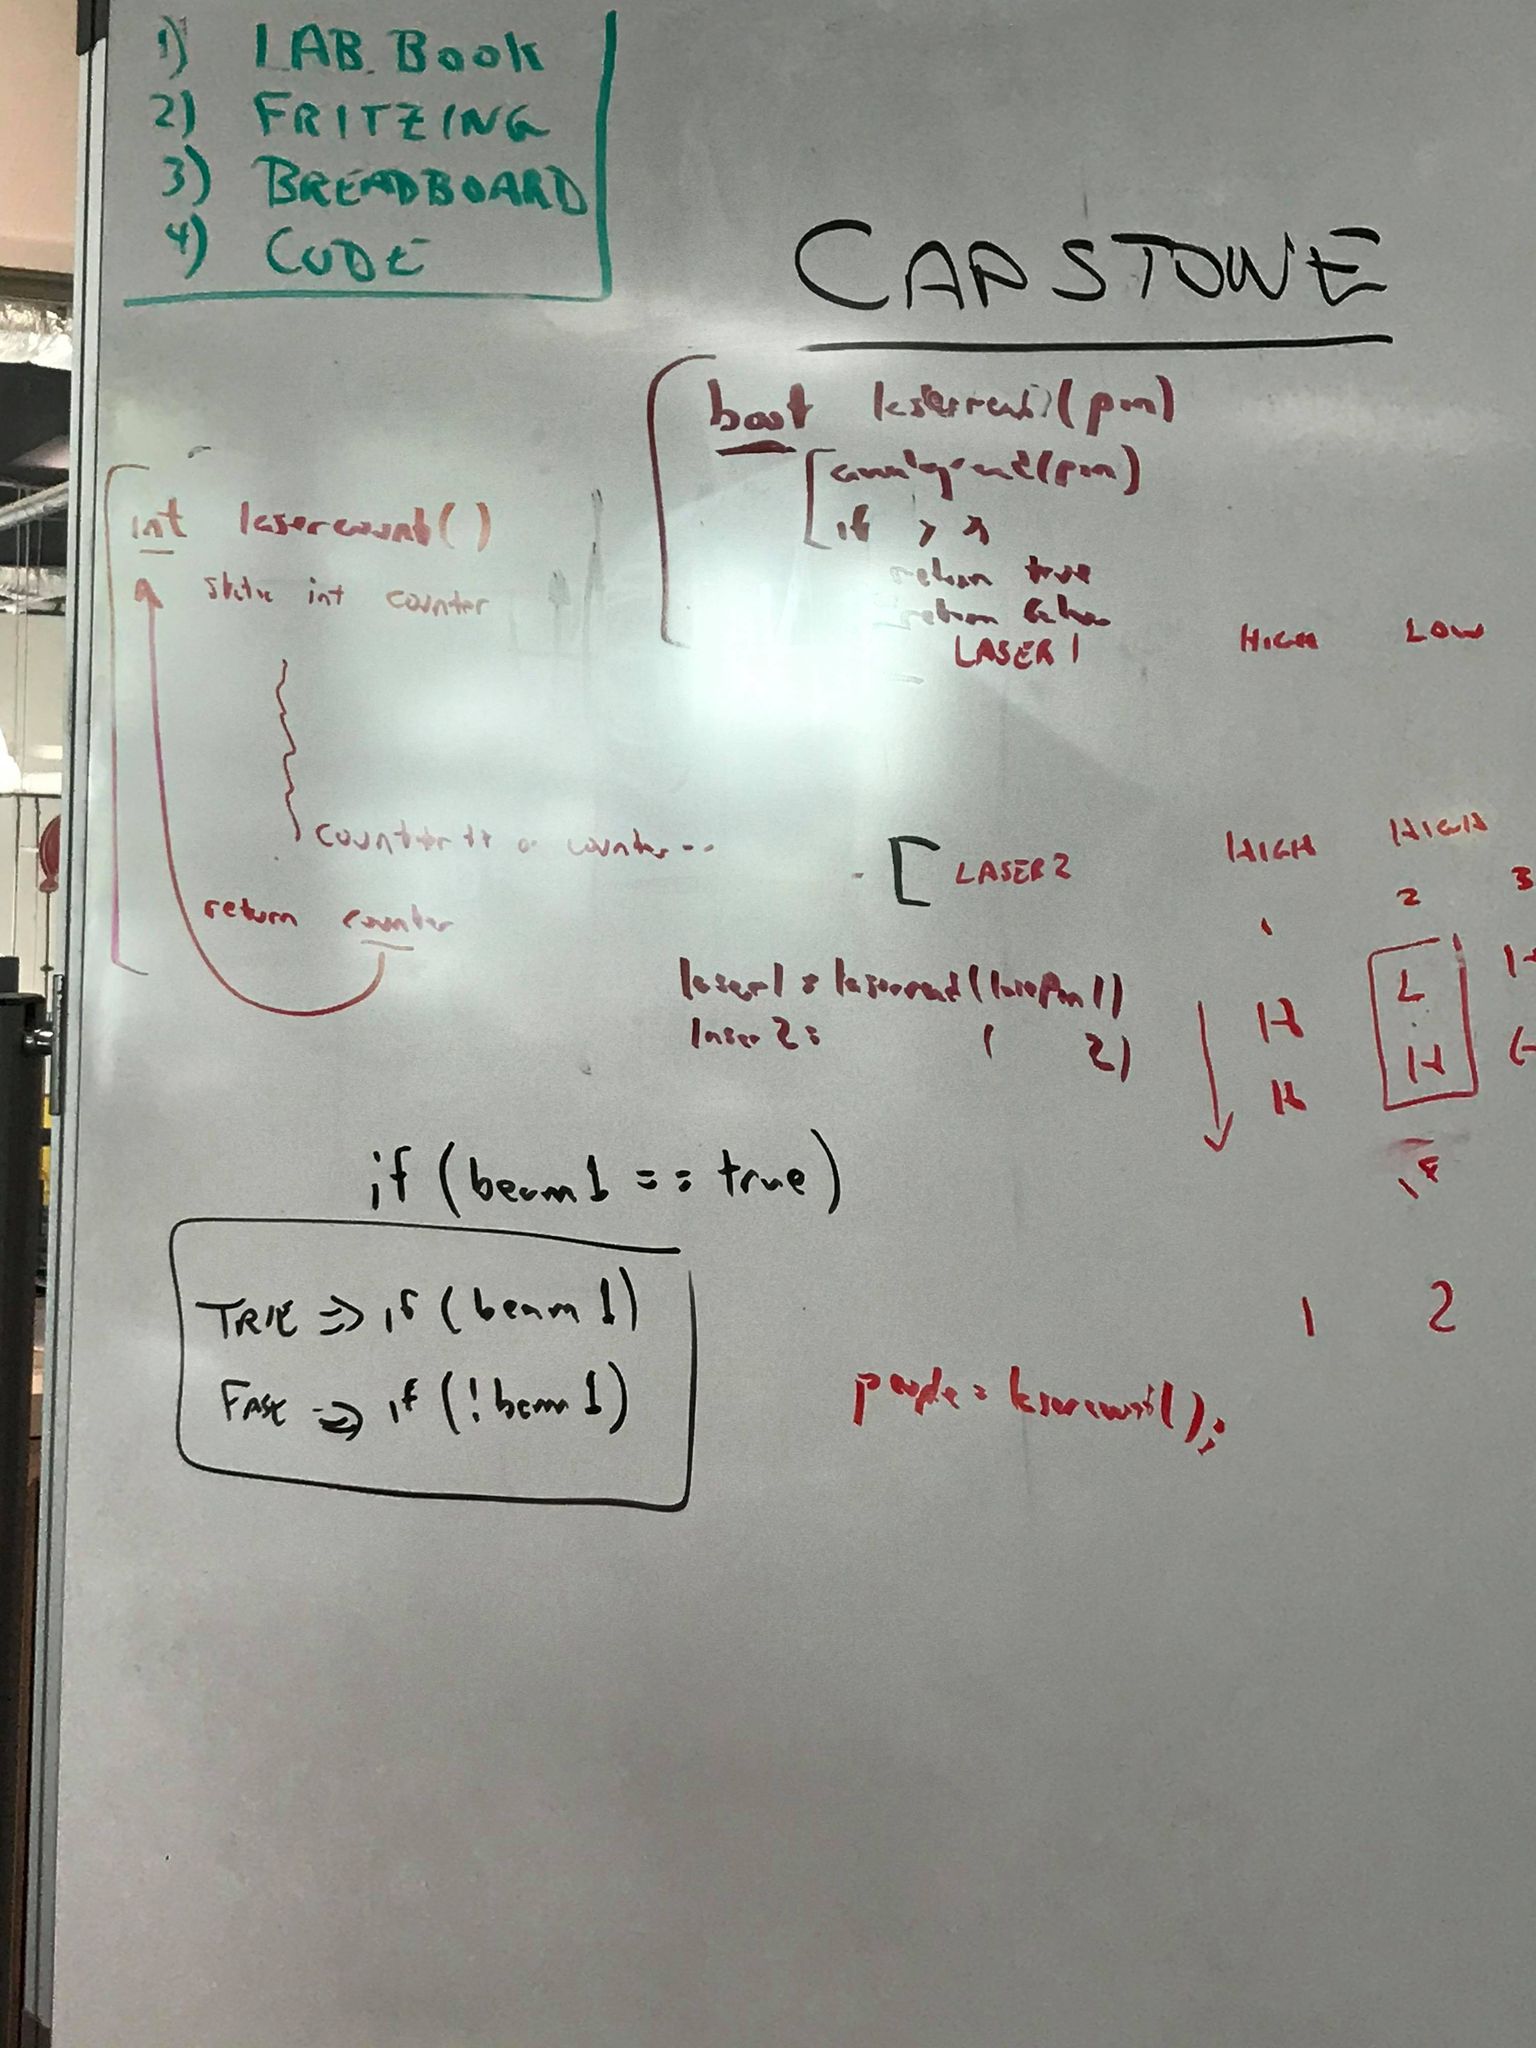 1) LAB BOOK
2) FRITZING
3) BREADBOARD
4) CODE
CAPSTONE
bool laserread(pin)
analogread(pin)
if > x
return true
return false
int lasercount()
static int counter
counter++ or counter--
return counter
LASER 1 HIGH LOW
LASER 2 HIGH HIGH
1 2 3
laser1 = laserread(laserPin1)
laser2= ( 2)
H L
H H
if
if (beam1 == true)
TRUE => if (beam1)
=> if (!beam1)
1 2
people = lasercount();